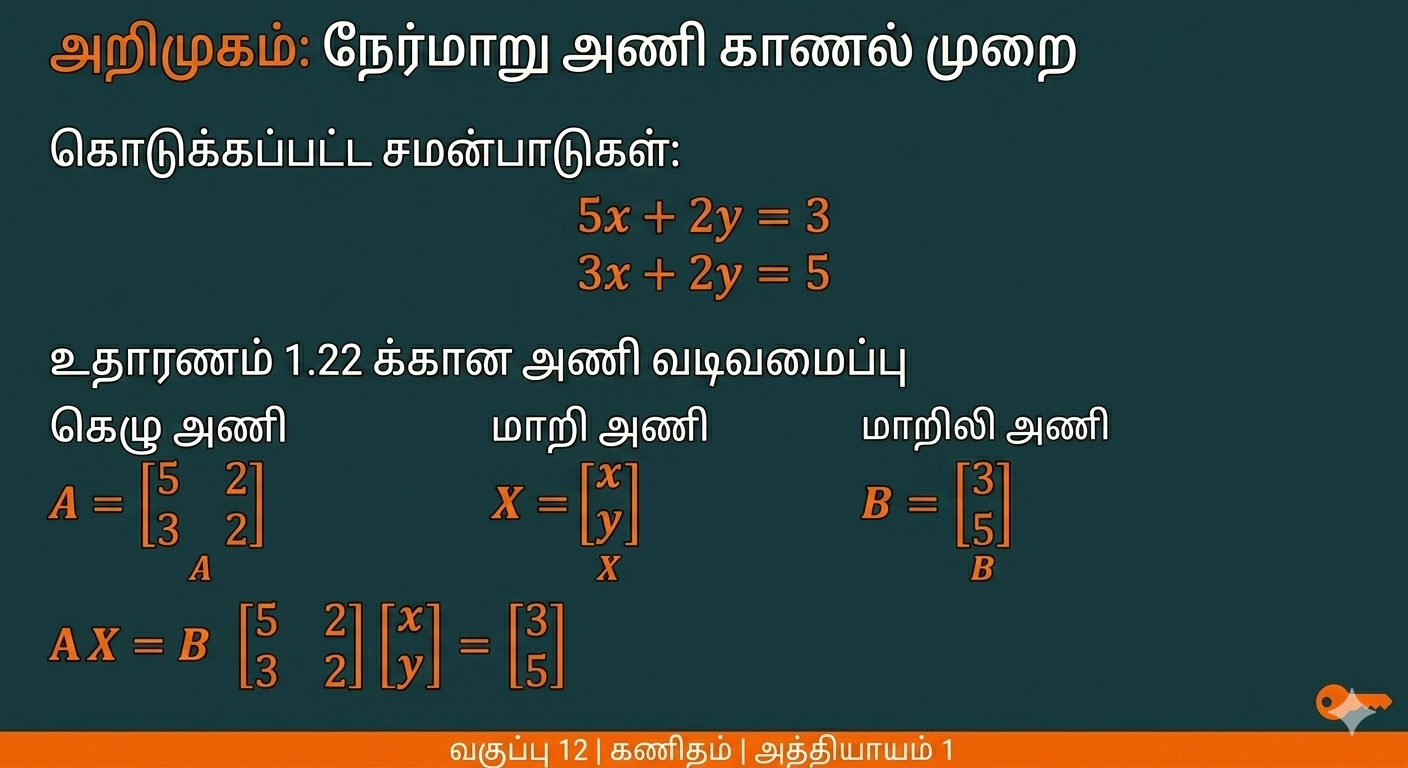 அறிமுகம்: நேர்மாறு அணி காணல் முறை
கொடுக்கப்பட்ட சமன்பாடுகள்:
5x + 2y = 3
3x + 2y = 5
உதாரணம் 1.22 க்கான அணி வடிவமைப்பு
கெழு அணி மாறி அணி மாறிலி அணி
A = [5 2; 3 2] X = [x; y] B = [3; 5]
A X B
A X = B [5 2; 3 2] [x; y] = [3; 5]
வகுப்பு 12 | கணிதம் | அத்தியாயம் 1